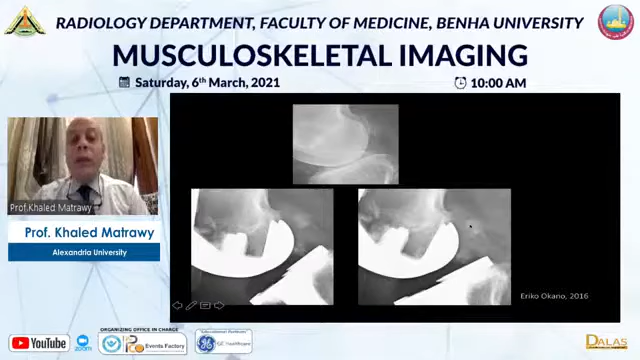 RADIOLOGY DEPARTMENT, FACULTY OF MEDICINE, BENHA UNIVERSITY
MUSCULOSKELETAL IMAGING
Saturday, 6th March, 2021
10:00 AM
Prof.Khaled Matrawy
Prof. Khaled Matrawy
Alexandria University
Eriko Okano, 2016
ORGANIZING OFFICE IN CHARGE
YouTube
zoom
Events Factory
GE Healthcare
DALAS